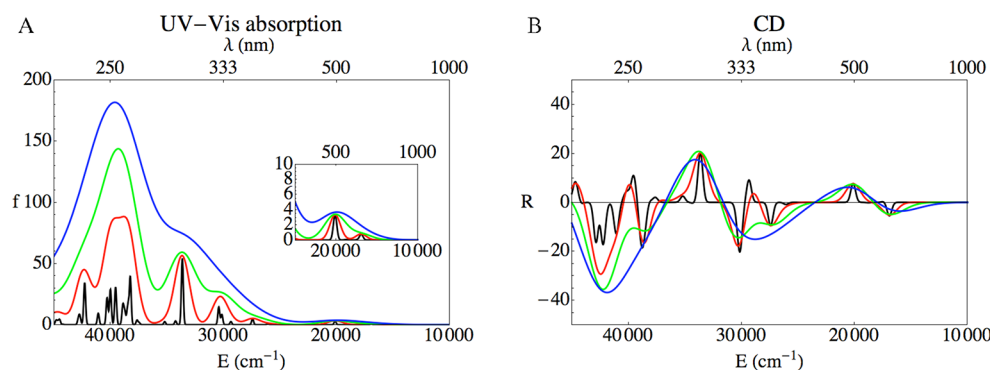 A
UV−Vis absorption
λ (nm)
250 333 500 1000
200
150
f 100
50
0
40000 30000 20000 10000
E (cm⁻¹)
500 1000
10
8
6
4
2
0
20000 10000
B
CD
λ (nm)
250 333 500 1000
40
20
R 0
−20
−40
40000 30000 20000 10000
E (cm⁻¹)